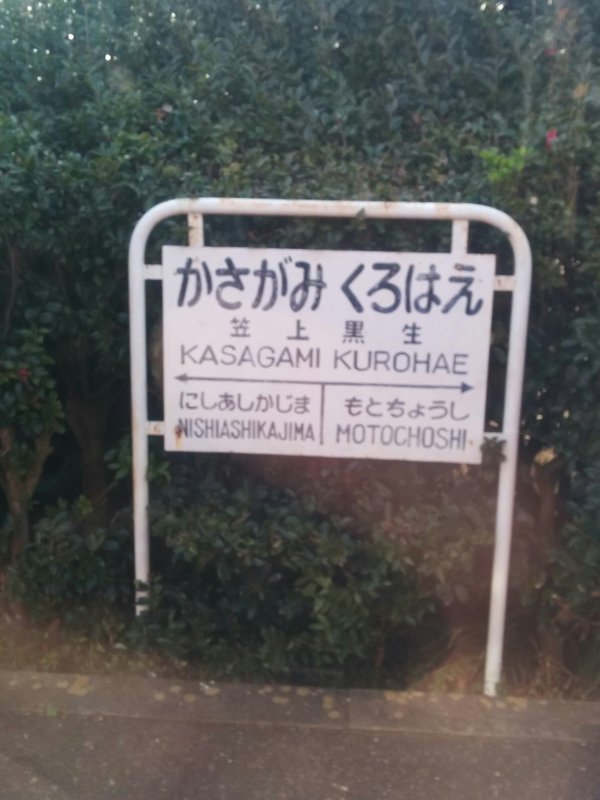 かさがみ くろはえ
笠上黒生
KASAGAMI KUROHAE
にしあしかじま もとちょうし
NISHIASHIKAJIMA MOTOCHOSHI